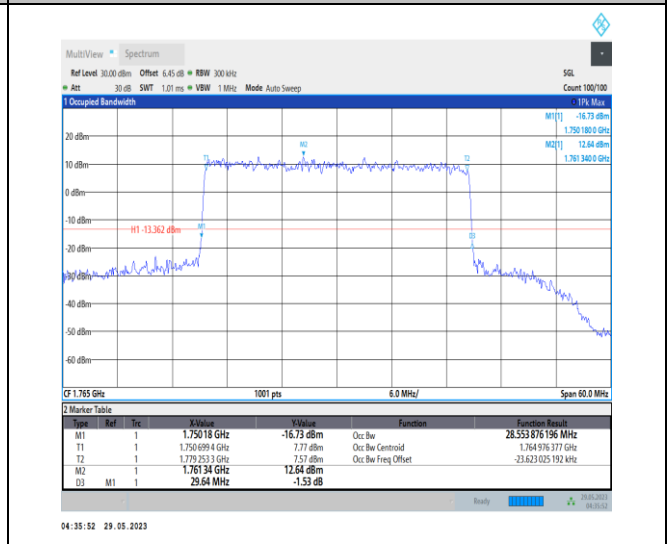 MultiView Spectrum
Ref Level 30.00 dBm Offset 6.45 dB RBW 300 kHz SGL
Att 30 dB SWT 1.01 ms VBW 1 MHz Mode Auto Sweep Count 100/100
1 Occupied Bandwidth 1Pk Max
M1[1] -16.73 dBm
1.750 180 0 GHz
M2[1] 12.64 dBm
1.761 340 0 GHz
20 dBm
M2
10 dBm
T1
T2
0 dBm
-10 dBm
H1 -13.362 dBm
M1
-20 dBm
D3
-30 dBm
-40 dBm
-50 dBm
-60 dBm
CF 1.765 GHz 1001 pts 6.0 MHz/ Span 60.0 MHz
2 Marker Table
Type Ref Trc X-Value Y-Value Function Function Result
M1 1 1.75018 GHz -16.73 dBm Occ Bw 28.553 876 196 MHz
T1 1 1.750 699 4 GHz 7.77 dBm Occ Bw Centroid 1.764 976 377 GHz
T2 1 1.779 253 3 GHz 7.57 dBm Occ Bw Freq Offset -23.623 025 192 kHz
M2 1 1.761 34 GHz 12.64 dBm
D3 M1 1 29.64 MHz -1.53 dB
Ready 29.05.2023
04:35:52
04:35:52 29.05.2023